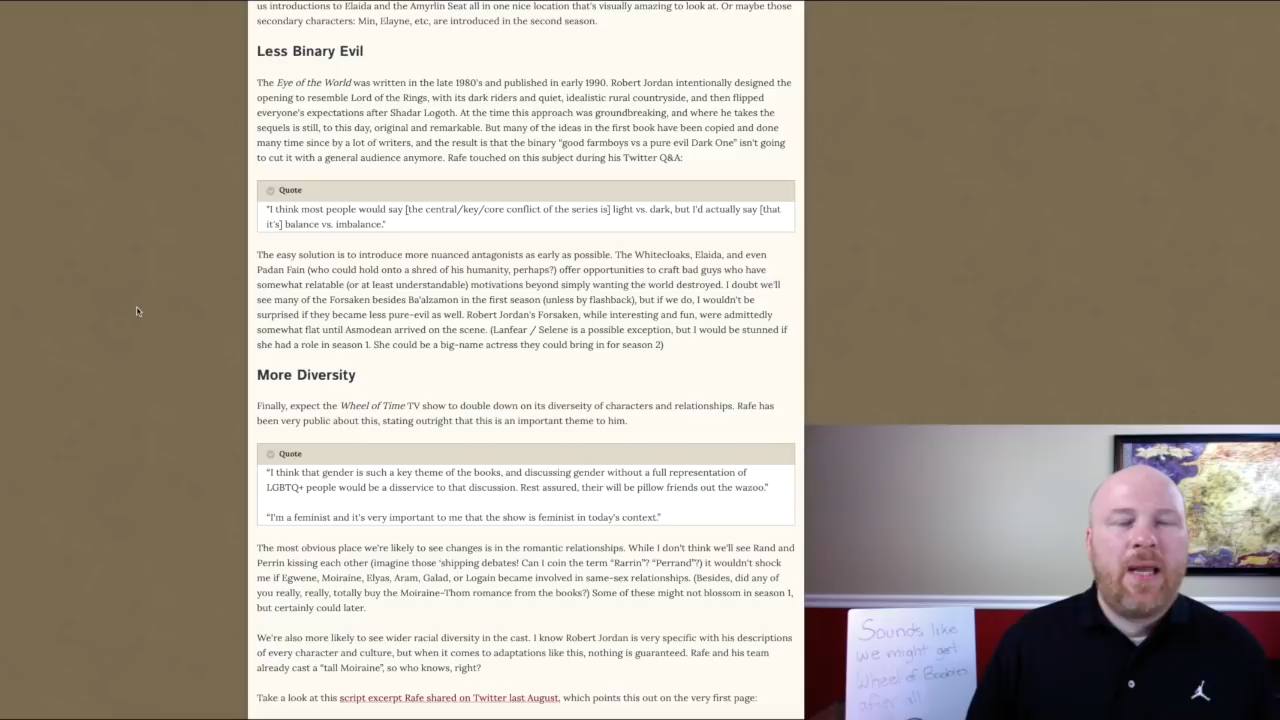 us introductions to Elaida and the Amyrlin Seat all in one nice location that's visually amazing to look at. Or maybe those
secondary characters: Min, Elayne, etc, are introduced in the second season.
Less Binary Evil
The Eye of the World was written in the late 1980's and published in early 1990. Robert Jordan intentionally designed the
opening to resemble Lord of the Rings, with its dark riders and quiet, idealistic rural countryside, and then flipped
everyone's expectations after Shadar Logoth. At the time this approach was groundbreaking, and where he takes the
sequels is still, to this day, original and remarkable. But many of the ideas in the first book have been copied and done
many time since by a lot of writers, and the result is that the binary "good farmboys vs a pure evil Dark One" isn't going
to cut it with a general audience anymore. Rafe touched on this subject during his Twitter Q&A:
Quote
"I think most people would say [the central/key/core conflict of the series is] light vs. dark, but I'd actually say [that
it's] balance vs. imbalance."
The easy solution is to introduce more nuanced antagonists as early as possible. The Whitecloaks, Elaida, and even
Padan Fain (who could hold onto a shred of his humanity, perhaps?) offer opportunities to craft bad guys who have
somewhat relatable (or at least understandable) motivations beyond simply wanting the world destroyed. I doubt we'll
see many of the Forsaken besides Ba'alzamon in the first season (unless by flashback), but if we do, I wouldn't be
surprised if they became less pure-evil as well. Robert Jordan's Forsaken, while interesting and fun, were admittedly
somewhat flat until Asmodean arrived on the scene. (Lanfear / Selene is a possible exception, but I would be stunned if
she had a role in season 1. She could be a big-name actress they could bring in for season 2)
More Diversity
Finally, expect the Wheel of Time TV show to double down on its diverseity of characters and relationships. Rafe has
been very public about this, stating outright that this is an important theme to him.
Quote
“I think that gender is such a key theme of the books, and discussing gender without a full representation of
LGBTQ+ people would be a disservice to that discussion. Rest assured, their will be pillow friends out the wazoo.”
“I'm a feminist and it's very important to me that the show is feminist in today's context.”
The most obvious place we're likely to see changes is in the romantic relationships. While I don't think we'll see Rand and
Perrin kissing each other (imagine those 'shipping debates! Can I coin the term “Rarrin”? “Perrand”?) it wouldn't shock
me if Egwene, Moiraine, Elyas, Aram, Galad, or Logain became involved in same-sex relationships. (Besides, did any of
you really, really, totally buy the Moiraine-Thom romance from the books?) Some of these might not blossom in season 1,
but certainly could later.
We're also more likely to see wider racial diversity in the cast. I know Robert Jordan is very specific with his descriptions
of every character and culture, but when it comes to adaptations like this, nothing is guaranteed. Rafe and his team
already cast a “tall Moiraine”, so who knows, right?
Take a look at this script excerpt Rafe shared on Twitter last August, which points this out on the very first page:
Sounds like
we might get
Wheel of Boobies
after all